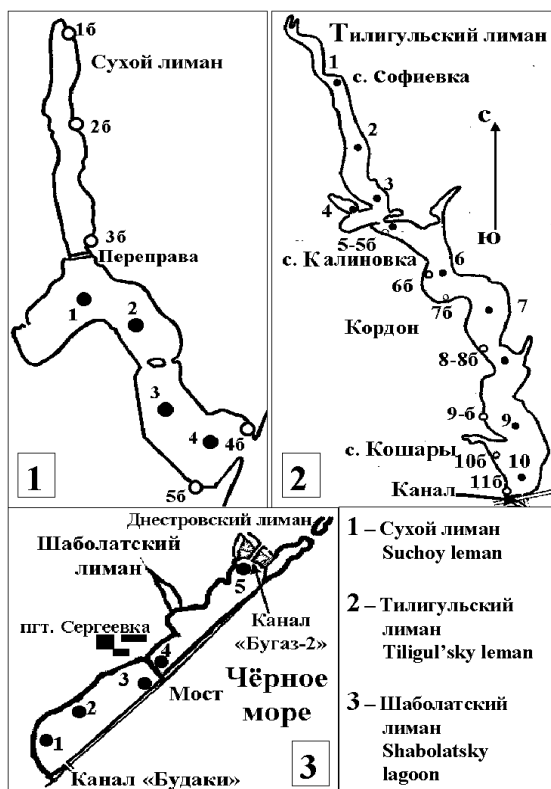 1б
Сухой лиман
2б
3б
Переправа
1
2
3
4
4б
5б
1
Тилигульский лиман
1
с. Софиевка
с
2
3
4
ю
5-5б
с. Калиновка
6
6б
7б
7
Кордон
8-8б
9-б
9
с. Кошары
10б
10
11б
Канал
2
Днестровский лиман
Шаболатский
лиман
5
Канал
«Бугаз-2»
пгт. Сергеевка
4
3
Мост
Чёрное
море
2
1
Канал «Будаки»
3
1 – Сухой лиман
Suchoy leman
2 – Тилигульский
лиман
Tiligul’sky leman
3 – Шаболатский
лиман
Shabolatsky
lagoon